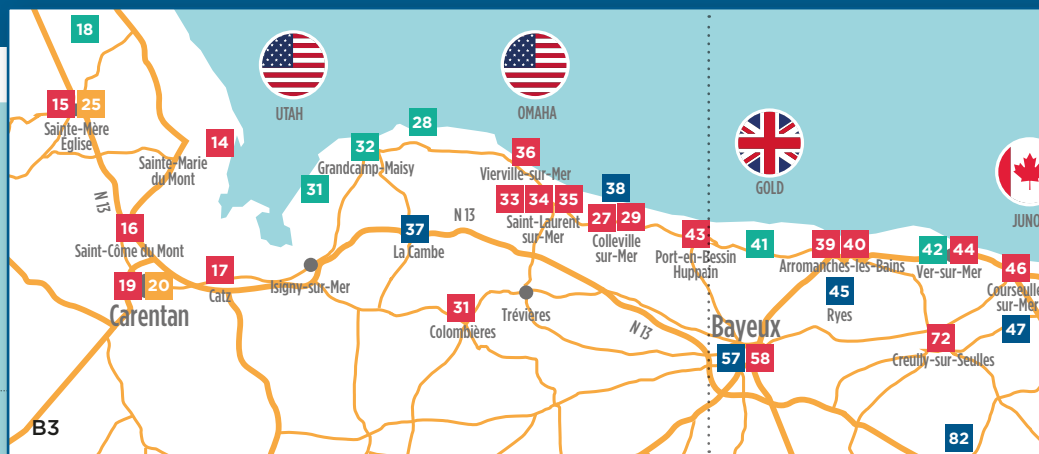 18
UTAH
OMAHA
GOLD
JUNO
15
25
Sainte-Mère
Église
14
Sainte-Marie
du Mont
N 13
16
Saint-Côme du Mont
19
20
Carentan
17
Catz
Isigny-sur-Mer
28
32
Grandcamp-Maisy
31
37
La Cambe
N 13
36
Vierville-sur-Mer
33
34
35
Saint-Laurent
sur-Mer
38
27
29
Colleville
sur-Mer
31
Colombières
Trévières
N 13
43
Port-en-Bessin
Huppain
41
39
40
Arromanches-les-Bains
42
44
Ver-sur-Mer
46
Courseulle
sur-Mer
45
Ryes
47
Bayeux
57
58
72
Creully-sur-Seulles
82
B3